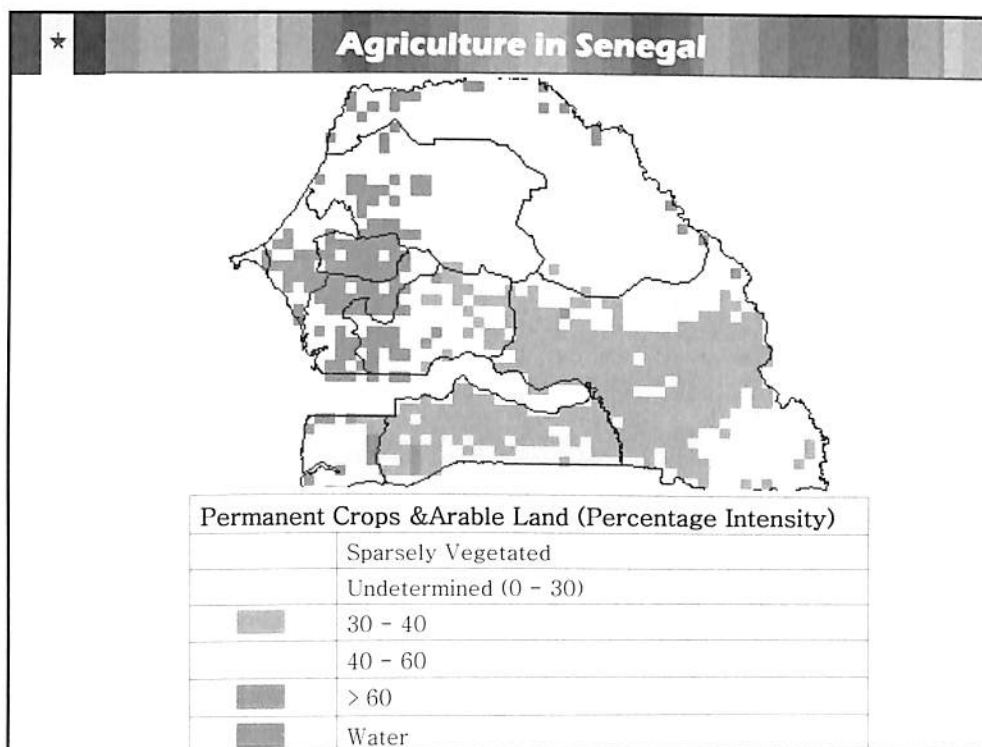 Agriculture in Senegal
Permanent Crops &Arable Land (Percentage Intensity)
Sparsely Vegetated
Undetermined (0 - 30)
30 - 40
40 - 60
> 60
Water